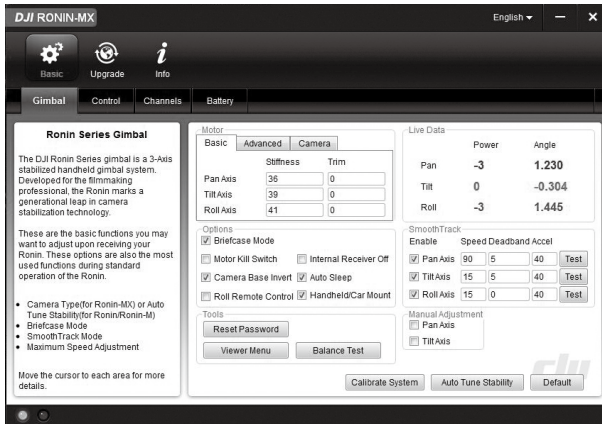 DJI RONIN-MX
English
Basic
Upgrade
Info
Gimbal
Control
Channels
Battery
Ronin Series Gimbal
The DJI Ronin Series gimbal is a 3-Axis
stabilized handheld gimbal system.
Developed for the filmmaking
professional, the Ronin marks a
generational leap in camera
stabilization technology.
These are the basic functions you may
want to adjust upon receiving your
Ronin. These options are also the most
used functions during standard
operation of the Ronin.
Camera Type(for Ronin-MX) or Auto
Tune Stability(for Ronin/Ronin-M)
Briefcase Mode
SmoothTrack Mode
Maximum Speed Adjustment
Move the cursor to each area for more
details.
Motor
Basic Advanced Camera
Stiffness Trim
Pan Axis 36 0
Tilt Axis 39 0
Roll Axis 41 0
Options
Briefcase Mode
Motor Kill Switch Internal Receiver Off
Camera Base Invert Auto Sleep
Roll Remote Control Handheld/Car Mount
Tools
Reset Password
Viewer Menu Balance Test
Live Data
Power Angle
Pan -3 1.230
Tilt 0 -0.304
Roll -3 1.445
SmoothTrack
Enable Speed Deadband Accel
Pan Axis 90 5 40 Test
Tilt Axis 15 5 40 Test
Roll Axis 15 0 40 Test
Manual Adjustment
Pan Axis
Tilt Axis
dji
Calibrate System Auto Tune Stability Default